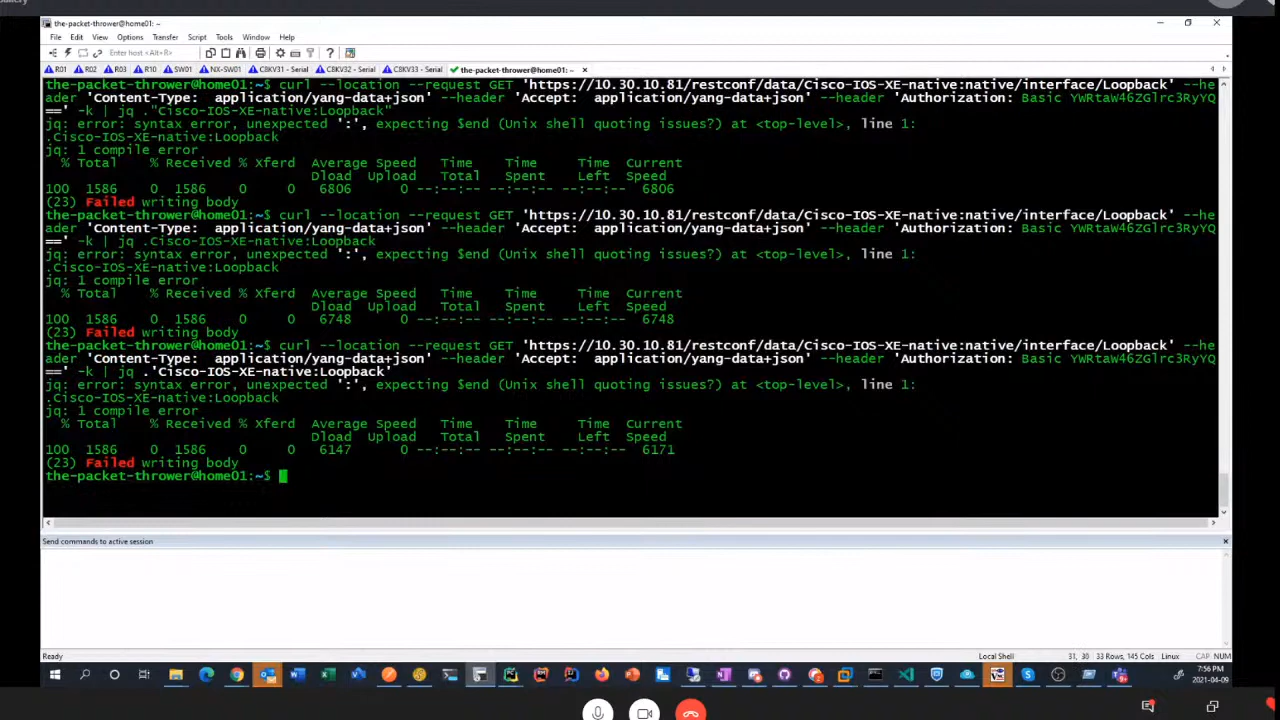 the-packet-thrower@home01: ~
File Edit View Options Transfer Script Tools Window Help
Enter host <Alt+R>
R01 R02 R03 R10 SW01 NX-SW01 C8KV31 - Serial C8KV32 - Serial C8KV33 - Serial the-packet-thrower@home01: ~
the-packet-thrower@home01:~$ curl --location --request GET 'https://10.30.10.81/restconf/data/Cisco-IOS-XE-native:native/interface/Loopback' --he
ader 'Content-Type:  application/yang-data+json' --header 'Accept:  application/yang-data+json' --header 'Authorization: Basic YWRtaW46ZGlrc3RyYQ
==' -k | jq ."Cisco-IOS-XE-native:Loopback"
jq: error: syntax error, unexpected ':', expecting $end (Unix shell quoting issues?) at <top-level>, line 1:
.Cisco-IOS-XE-native:Loopback
jq: 1 compile error
% Total % Received % Xferd Average Speed Time Time Time Current
Dload Upload Total Spent Left Speed
100 1586 0 1586 0 0 6806 0 --:--:-- --:--:-- --:--:-- 6806
(23) Failed writing body
the-packet-thrower@home01:~$ curl --location --request GET 'https://10.30.10.81/restconf/data/Cisco-IOS-XE-native:native/interface/Loopback' --he
ader 'Content-Type:  application/yang-data+json' --header 'Accept:  application/yang-data+json' --header 'Authorization: Basic YWRtaW46ZGlrc3RyYQ
==' -k | jq .Cisco-IOS-XE-native:Loopback
jq: error: syntax error, unexpected ':', expecting $end (Unix shell quoting issues?) at <top-level>, line 1:
.Cisco-IOS-XE-native:Loopback
jq: 1 compile error
% Total % Received % Xferd Average Speed Time Time Time Current
Dload Upload Total Spent Left Speed
100 1586 0 1586 0 0 6748 0 --:--:-- --:--:-- --:--:-- 6748
(23) Failed writing body
the-packet-thrower@home01:~$ curl --location --request GET 'https://10.30.10.81/restconf/data/Cisco-IOS-XE-native:native/interface/Loopback' --he
ader 'Content-Type:  application/yang-data+json' --header 'Accept:  application/yang-data+json' --header 'Authorization: Basic YWRtaW46ZGlrc3RyYQ
==' -k | jq .'Cisco-IOS-XE-native:Loopback'
jq: error: syntax error, unexpected ':', expecting $end (Unix shell quoting issues?) at <top-level>, line 1:
.Cisco-IOS-XE-native:Loopback
jq: 1 compile error
% Total % Received % Xferd Average Speed Time Time Time Current
Dload Upload Total Spent Left Speed
100 1586 0 1586 0 0 6147 0 --:--:-- --:--:-- --:--:-- 6171
(23) Failed writing body
the-packet-thrower@home01:~$
Send commands to active session
Ready Local Shell 31, 30 33 Rows, 145 Cols Linux CAP NUM
7:56 PM
2021-04-09